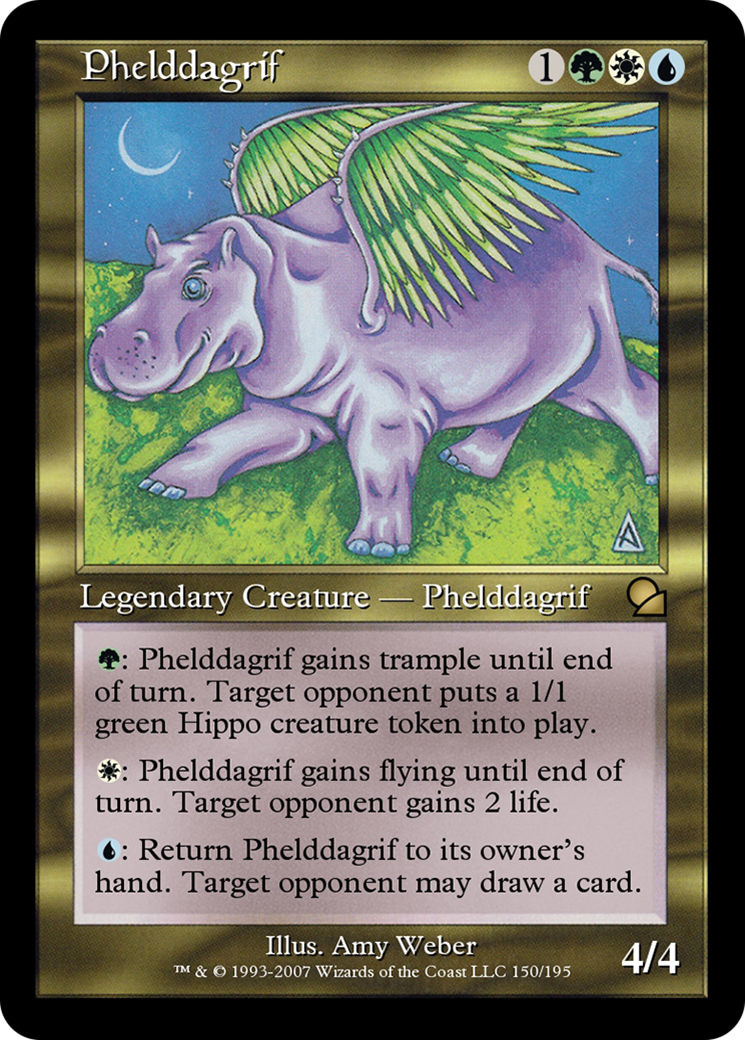 Phelddagrif 1
Legendary Creature — Phelddagrif
: Phelddagrif gains trample until end
of turn. Target opponent puts a 1/1
green Hippo creature token into play.
: Phelddagrif gains flying until end of
turn. Target opponent gains 2 life.
: Return Phelddagrif to its owner's
hand. Target opponent may draw a card.
Illus. Amy Weber
™ & © 1993-2007 Wizards of the Coast LLC 150/195
4/4